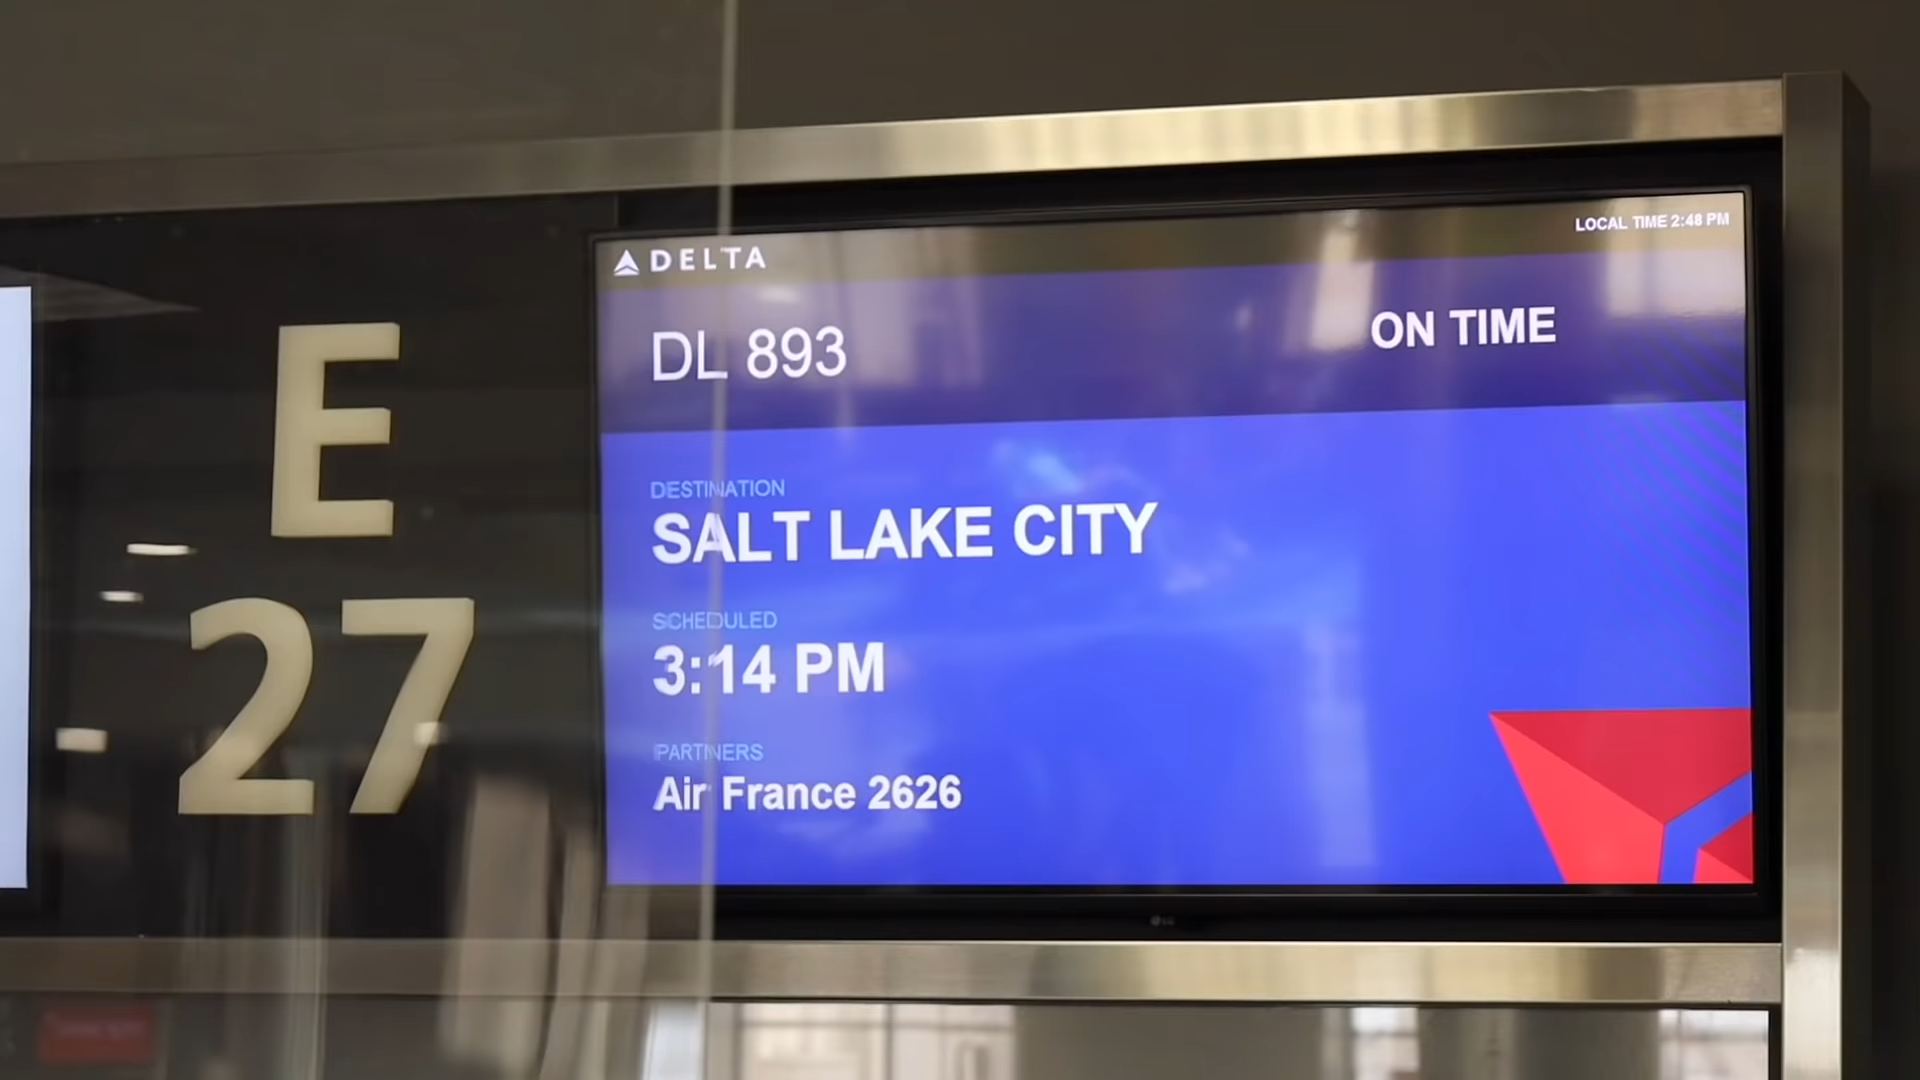 E
27
DELTA
LOCAL TIME 2:48 PM
DL 893
ON TIME
DESTINATION
SALT LAKE CITY
SCHEDULED
3:14 PM
PARTNERS
Air France 2626
LG